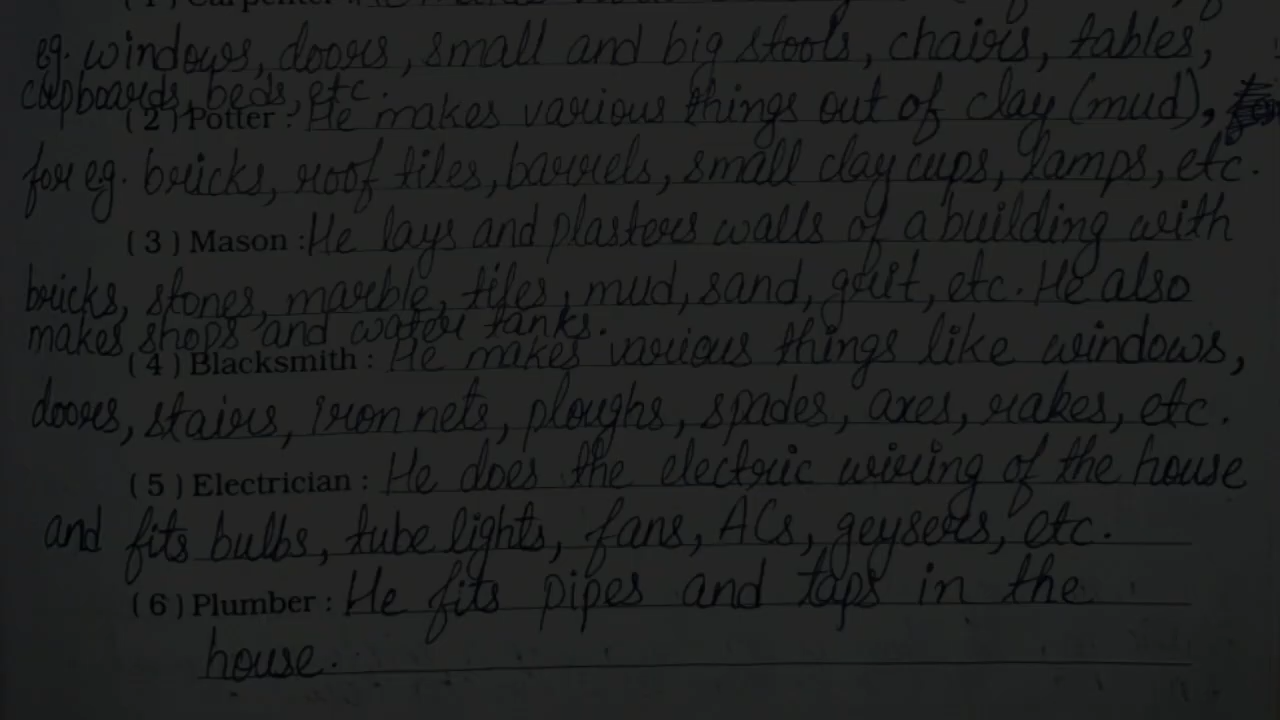 (1) Carpenter :
eg. windows, doors, small and big stools, chairs, tables,
cupboards, beds, etc.
(2) Potter : He makes various things out of clay (mud),
for eg. bricks, roof tiles, barrels, small clay cups, lamps, etc.
(3) Mason : He lays and plasters walls of a building with
bricks, stones, marble, tiles, mud, sand, grit, etc. He also
makes shops and water tanks.
(4) Blacksmith : He makes various things like windows,
doors, stairs, iron nets, ploughs, spades, axes, rakes, etc.
(5) Electrician : He does the electric wiring of the house
and fits bulbs, tube lights, fans, ACs, geysers, etc.
(6) Plumber : He fits pipes and taps in the
house.